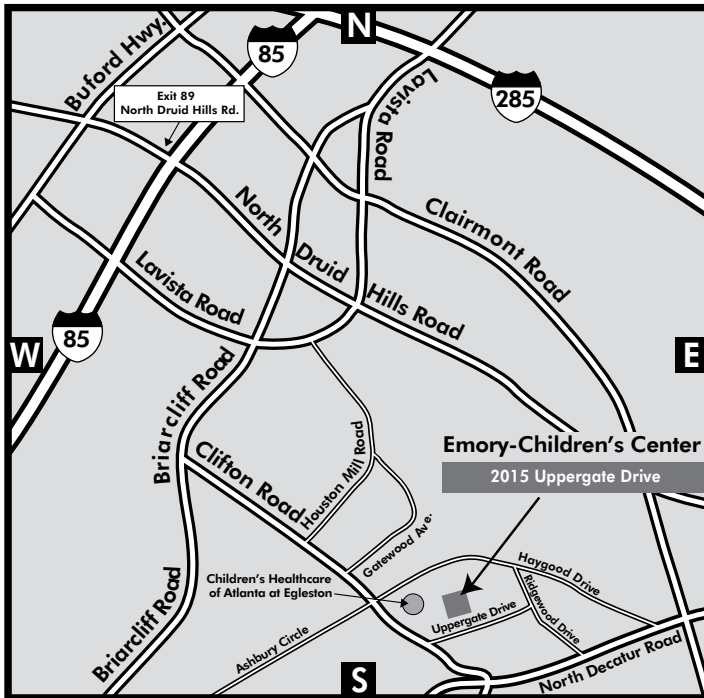 N
Buford Hwy.
85
285
Exit 89
North Druid Hills Rd.
Lavista Road
North Druid Hills Road
Clairmont Road
Lavista Road
85
W
E
Briarcliff Road
Clifton Road
Houston Mill Road
Emory-Children's Center
2015 Uppergate Drive
Gatewood Ave.
Haygood Drive
Children's Healthcare
of Atlanta at Egleston
Ridgewood Drive
Uppergate Drive
Briarcliff Road
Ashbury Circle
North Decatur Road
S